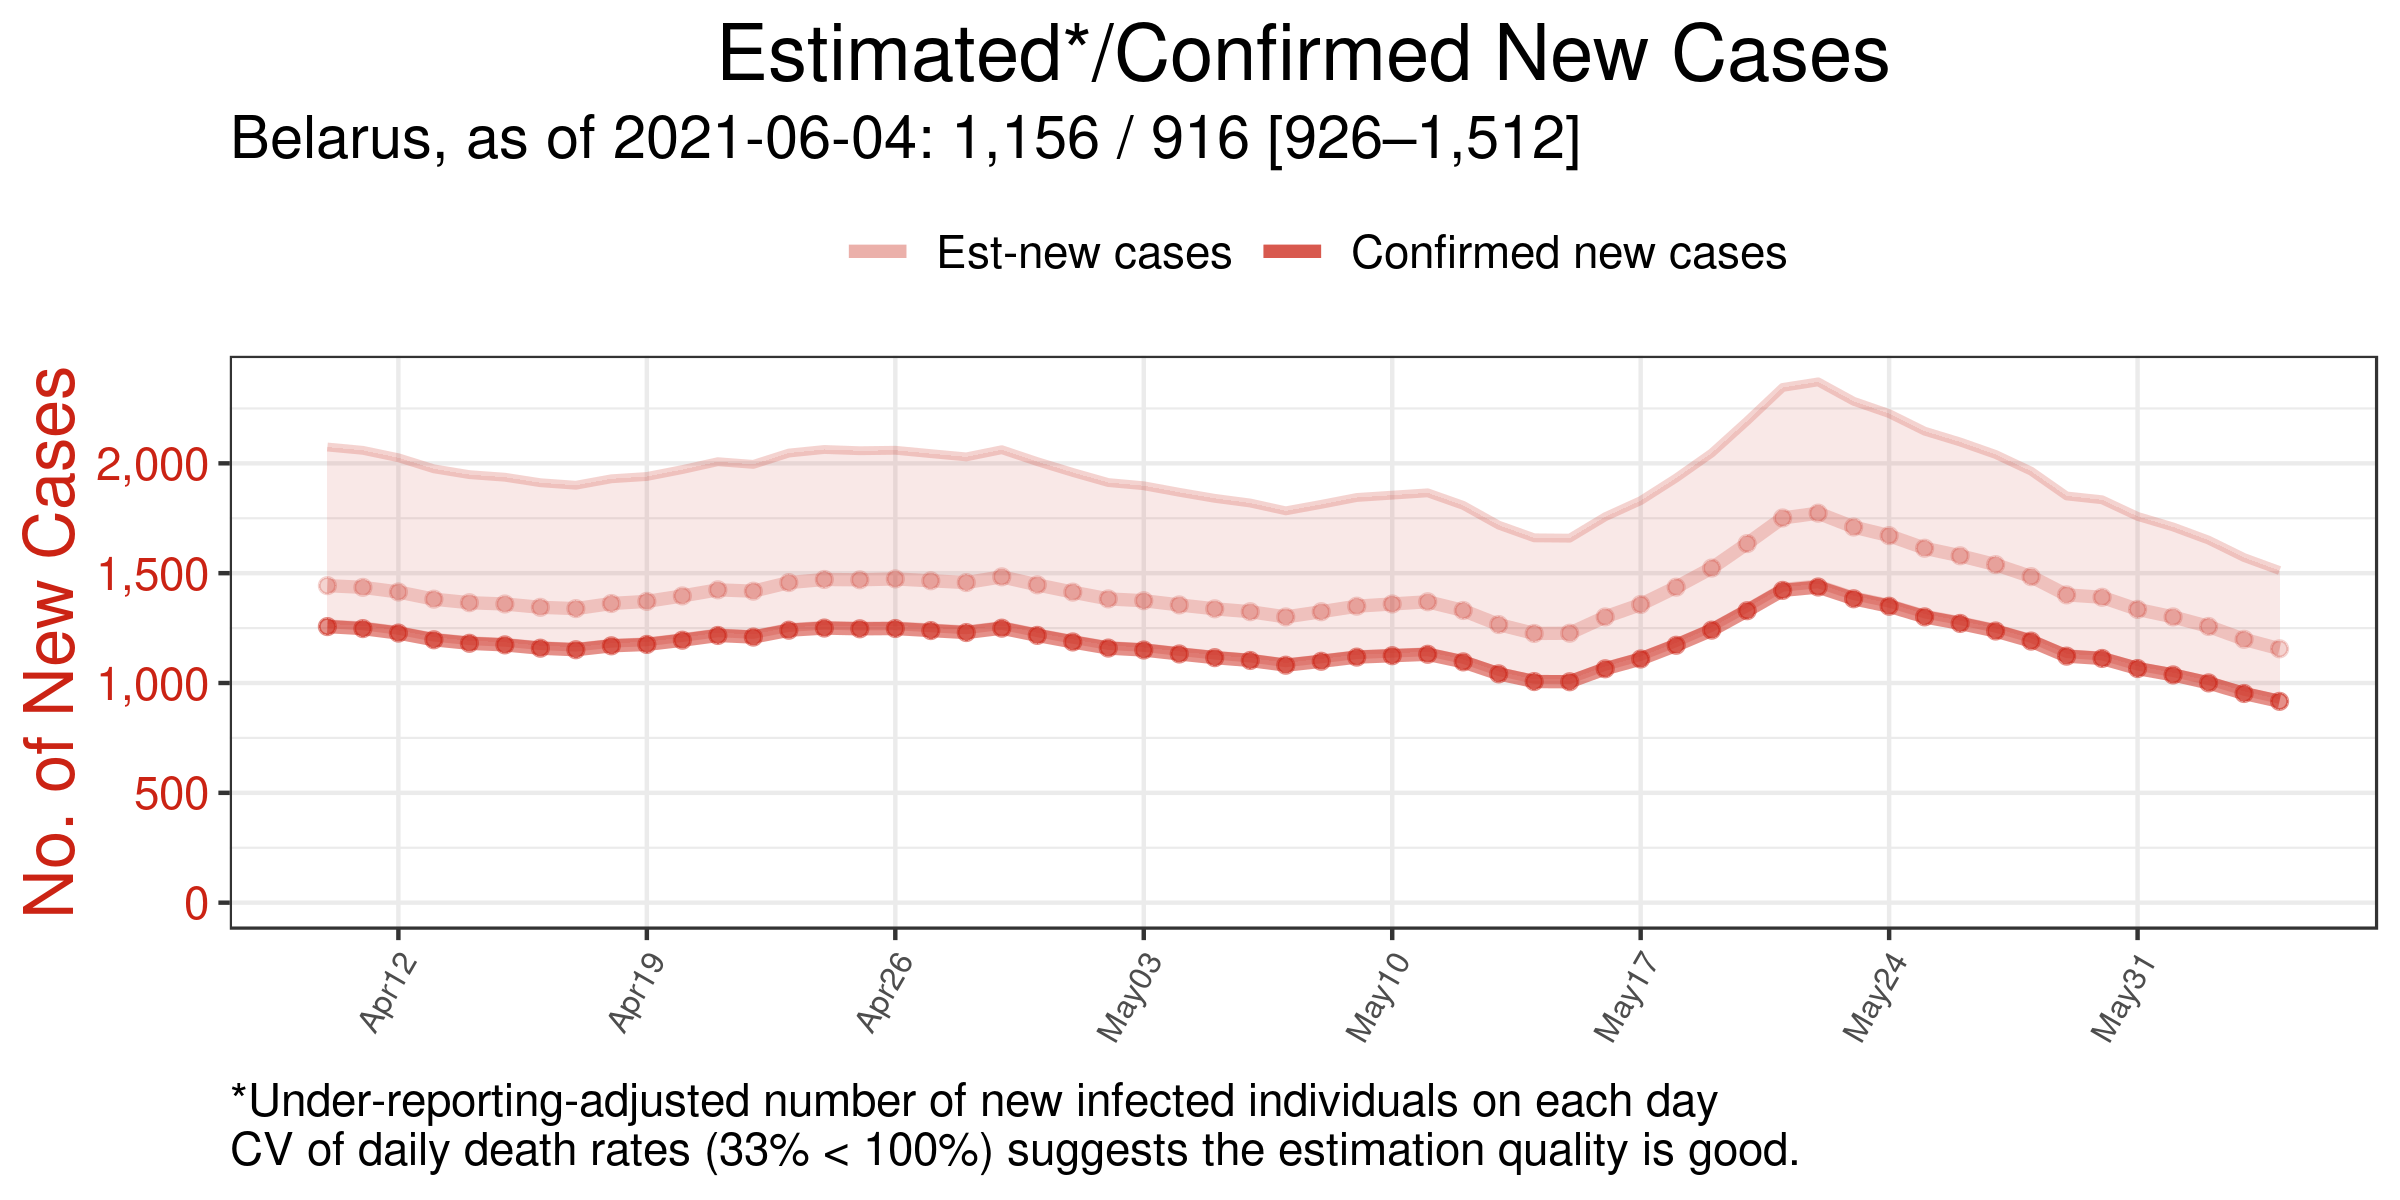 Estimated*/Confirmed New Cases
Belarus, as of 2021-06-04: 1,156 / 916 [926–1,512]
Est-new cases
Confirmed new cases
No. of New Cases
2,000
1,500
1,000
500
0
Apr12
Apr19
Apr26
May03
May10
May17
May24
May31
*Under-reporting-adjusted number of new infected individuals on each day
CV of daily death rates (33% < 100%) suggests the estimation quality is good.